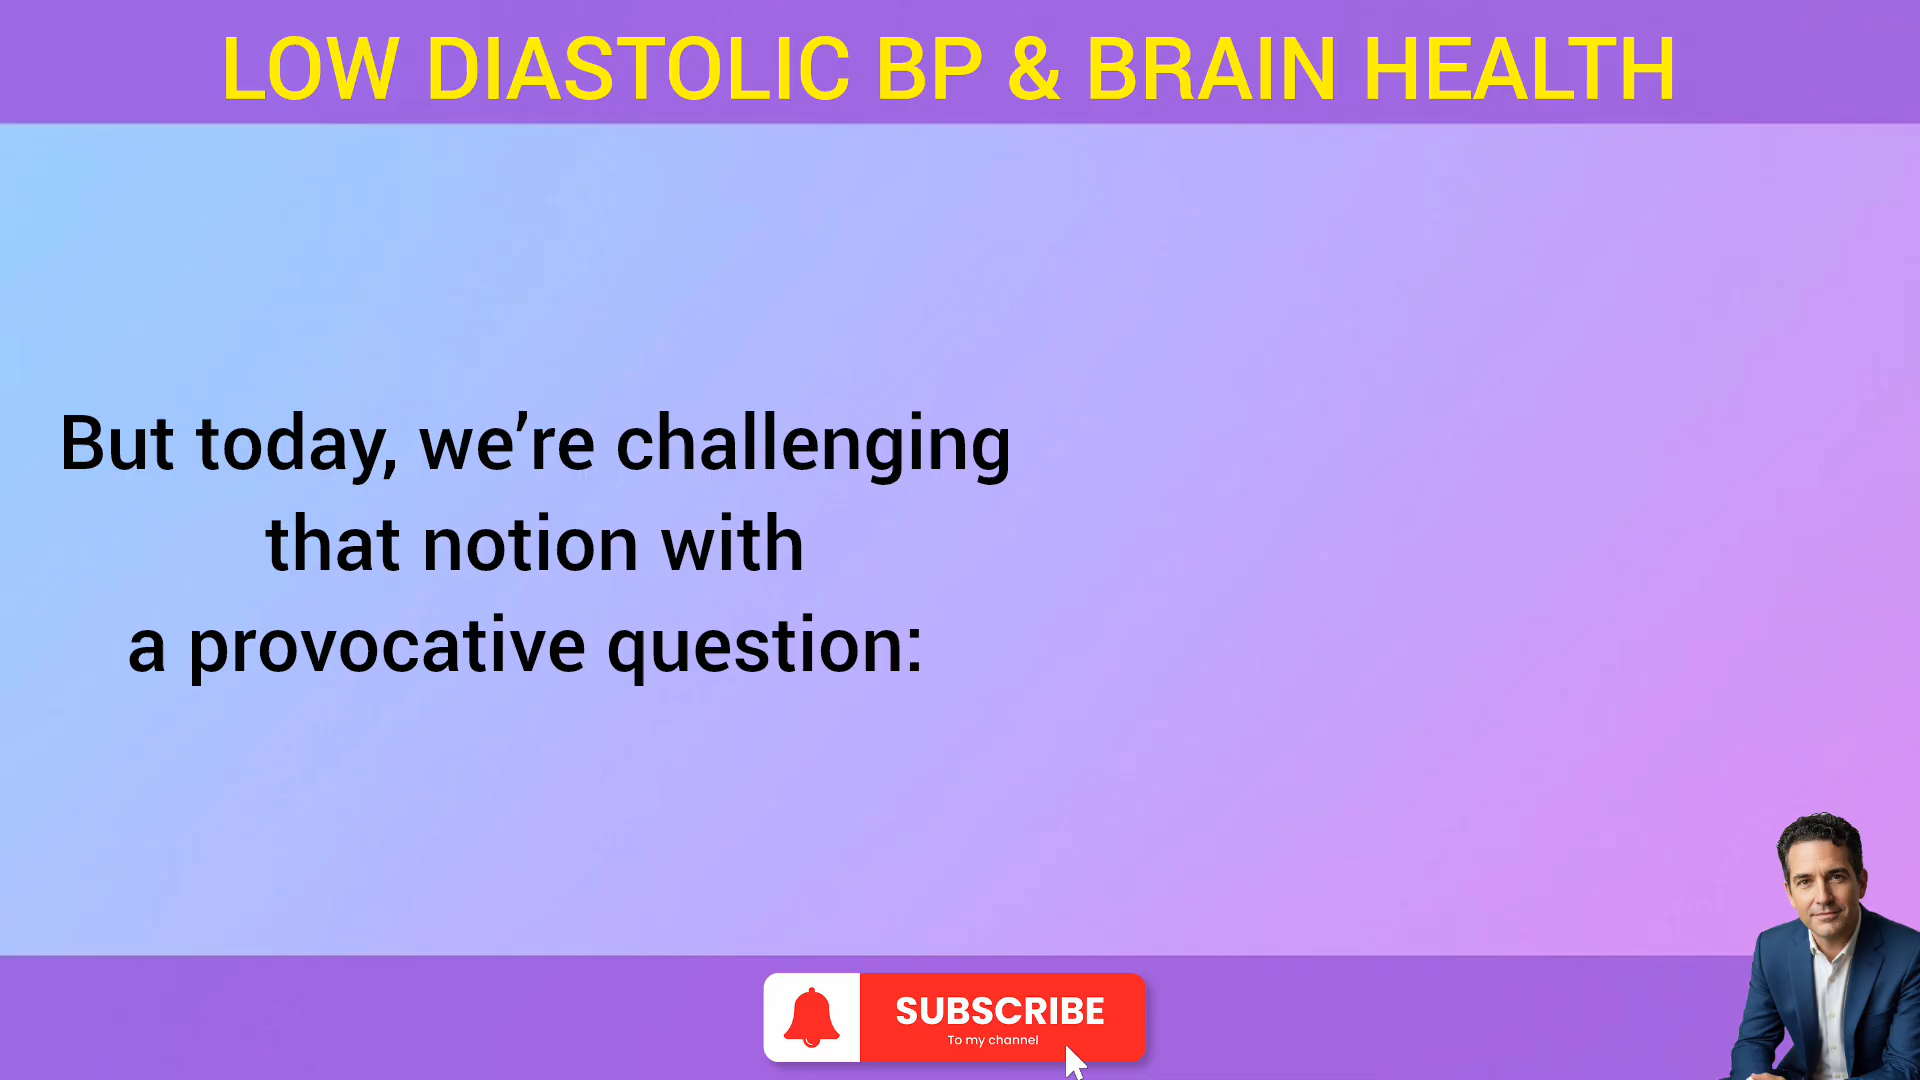 LOW DIASTOLIC BP & BRAIN HEALTH
But today, we’re challenging
that notion with
a provocative question:
SUBSCRIBE
To my channel